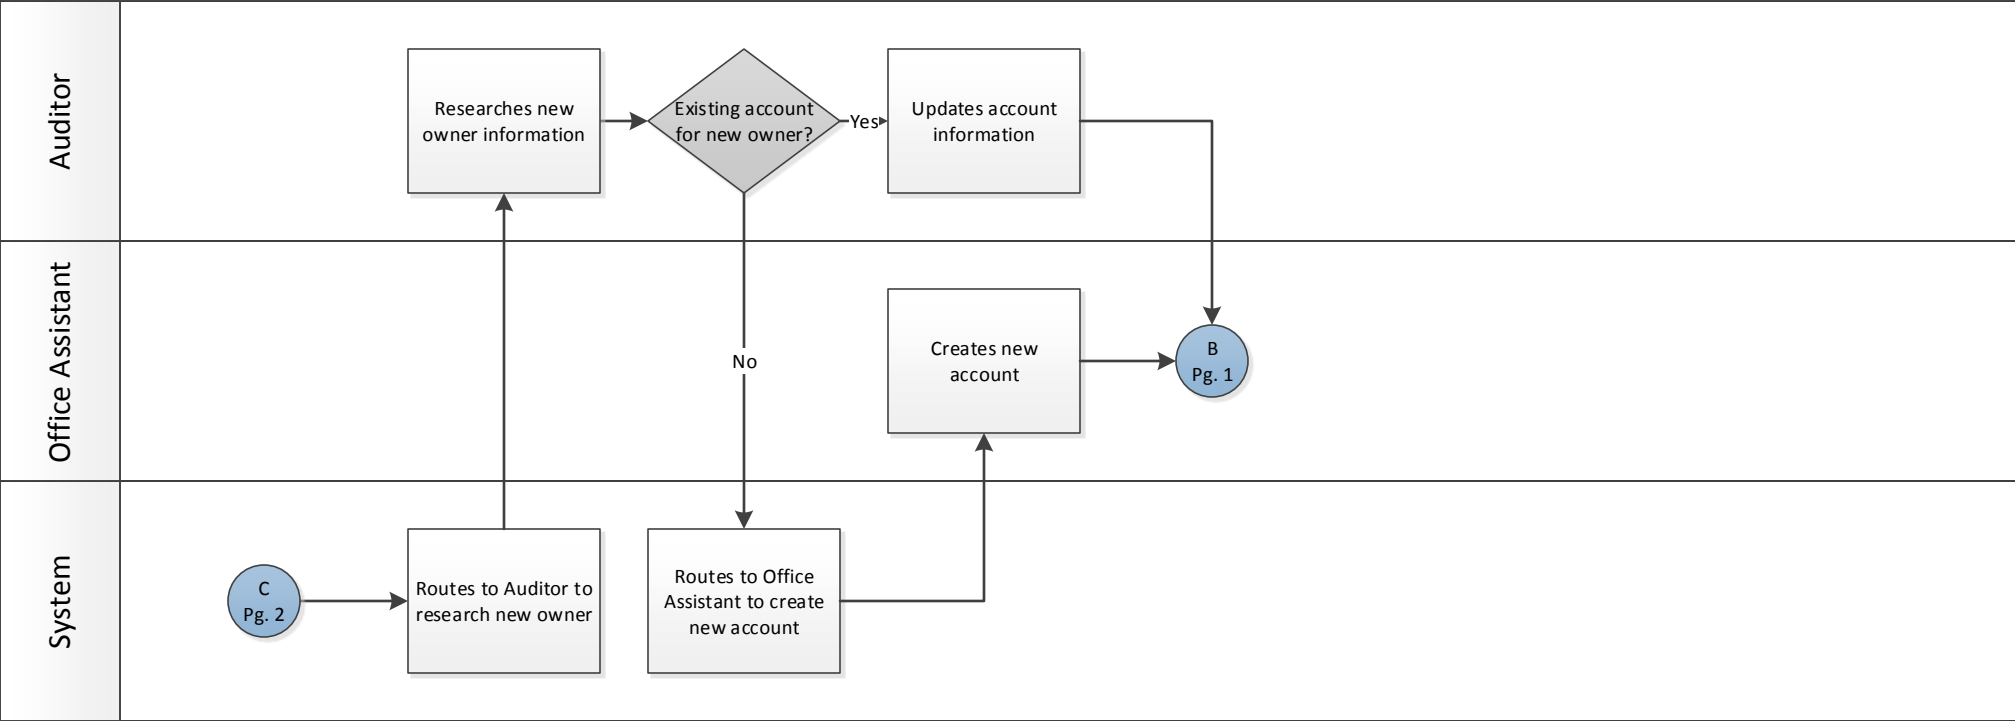 Auditor
Researches new
owner information
Existing account
for new owner?
Yes
Updates account
information
Office Assistant
No
Creates new
account
B
Pg. 1
System
C
Pg. 2
Routes to Auditor to
research new owner
Routes to Office
Assistant to create
new account